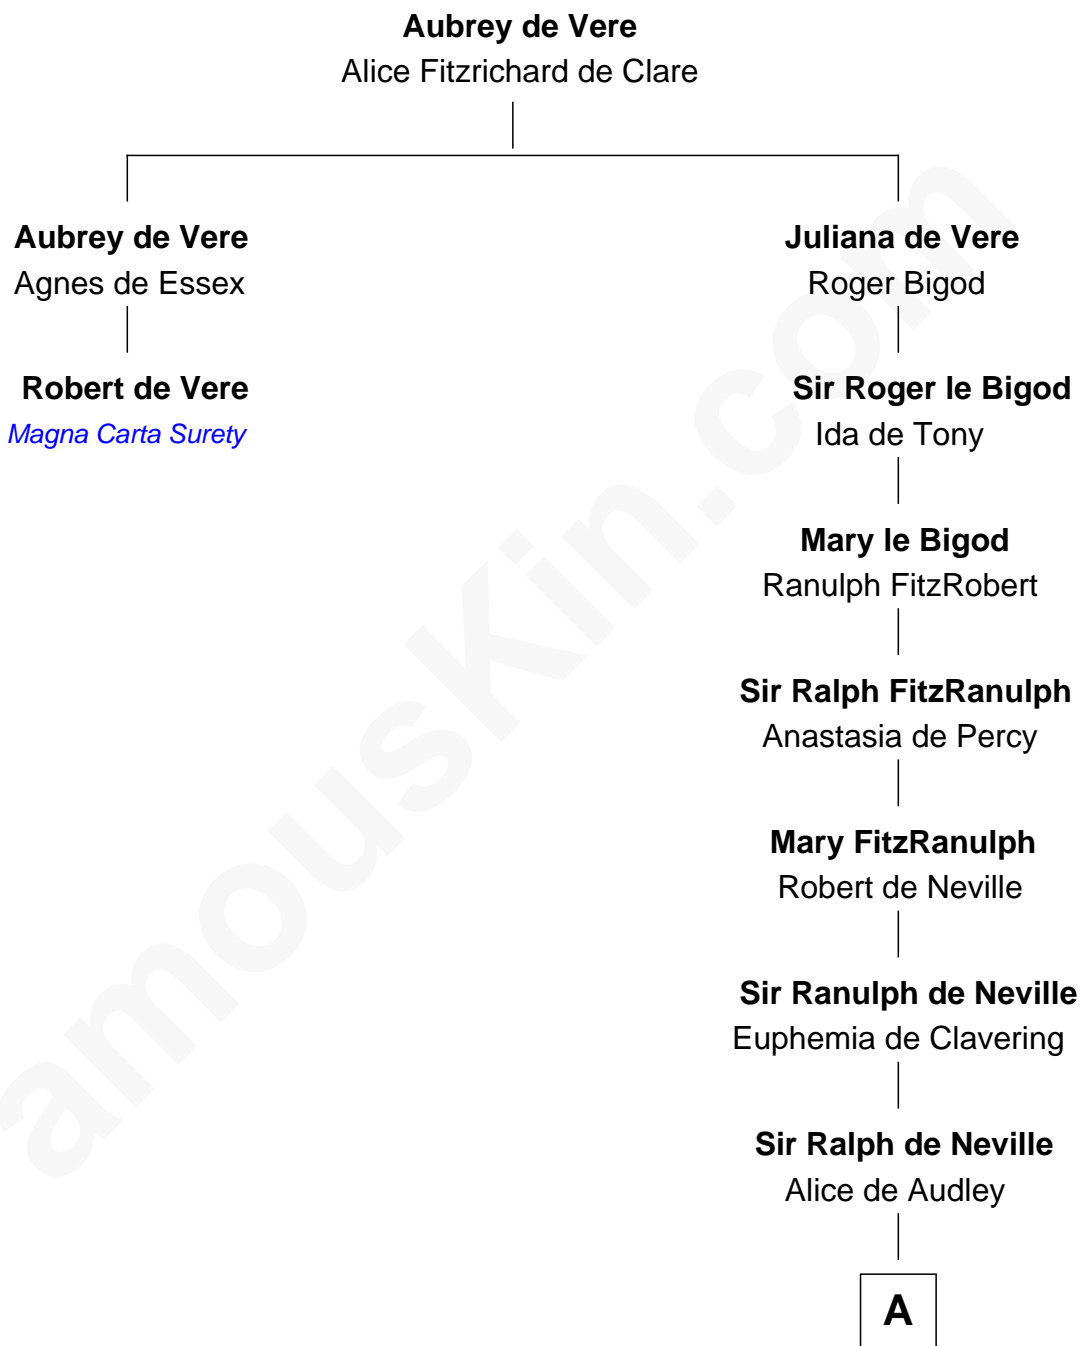 Aubrey de Vere
Alice Fitzrichard de Clare
Aubrey de Vere
Agnes de Essex
Robert de Vere
Magna Carta Surety
Juliana de Vere
Roger Bigod
Sir Roger le Bigod
Ida de Tony
Mary le Bigod
Ranulph FitzRobert
Sir Ralph FitzRanulph
Anastasia de Percy
Mary FitzRanulph
Robert de Neville
Sir Ranulph de Neville
Euphemia de Clavering
Sir Ralph de Neville
Alice de Audley
A
amousKin.com